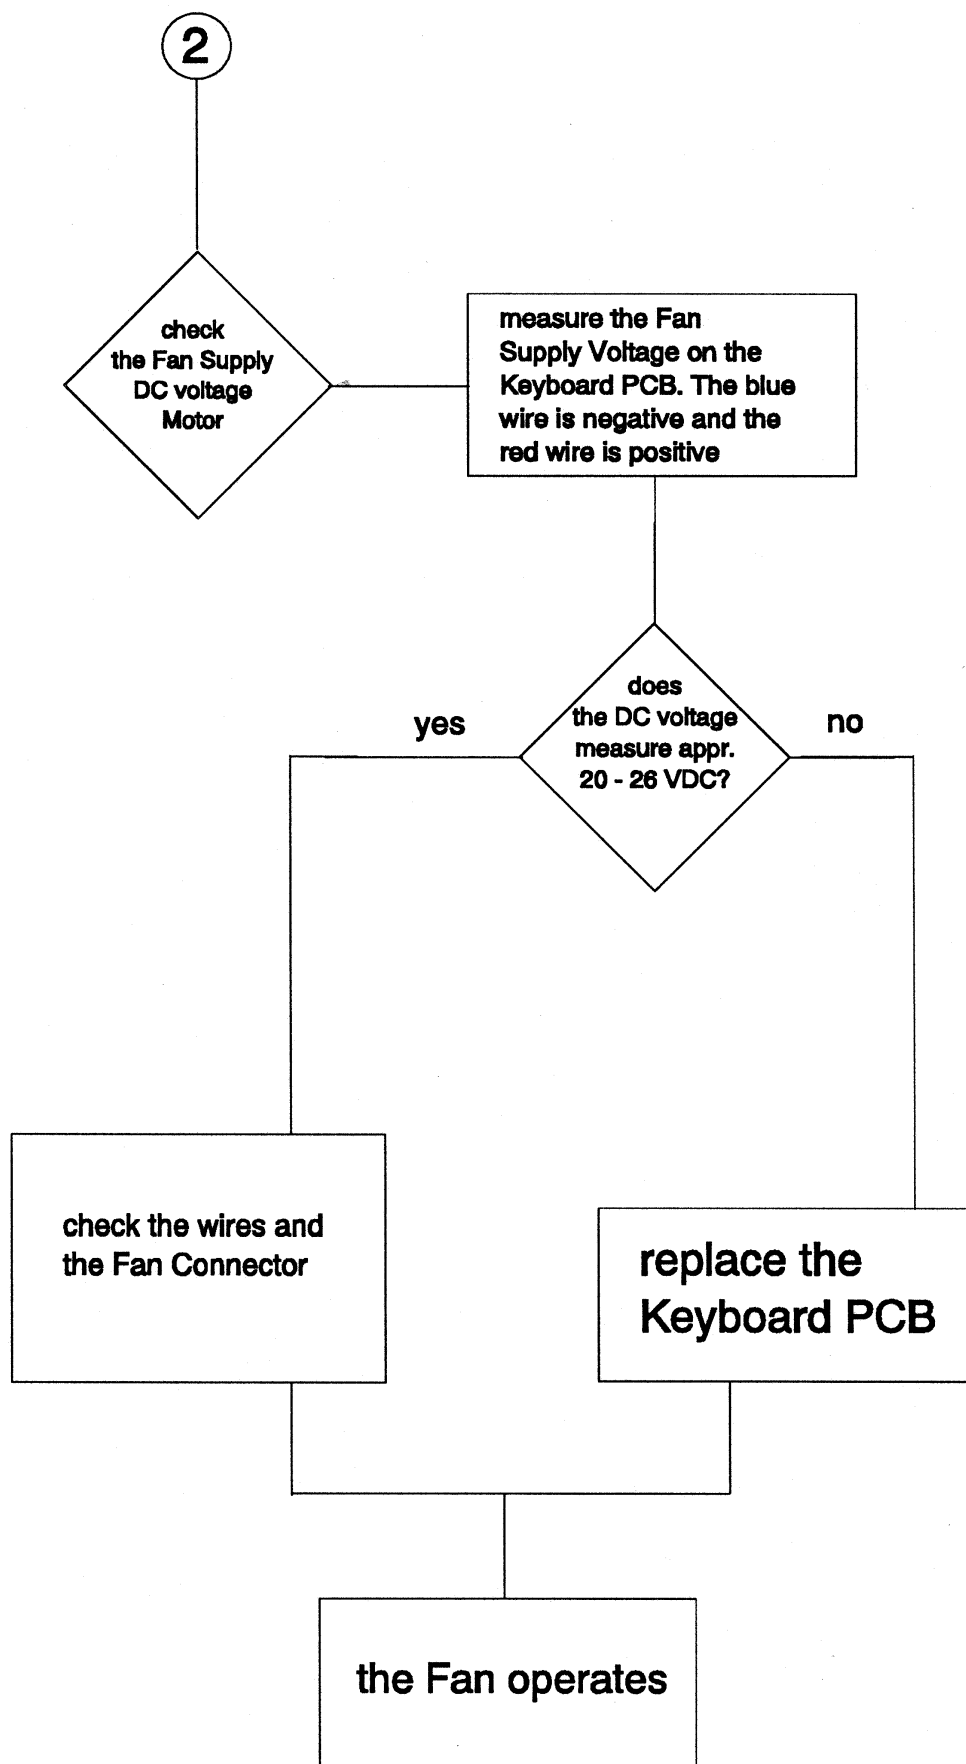 2
check
the Fan Supply
DC voltage
Motor
measure the Fan
Supply Voltage on the
Keyboard PCB. The blue
wire is negative and the
red wire is positive
does
the DC voltage
measure appr.
20 - 26 VDC?
yes
no
check the wires and
the Fan Connector
replace the
Keyboard PCB
the Fan operates